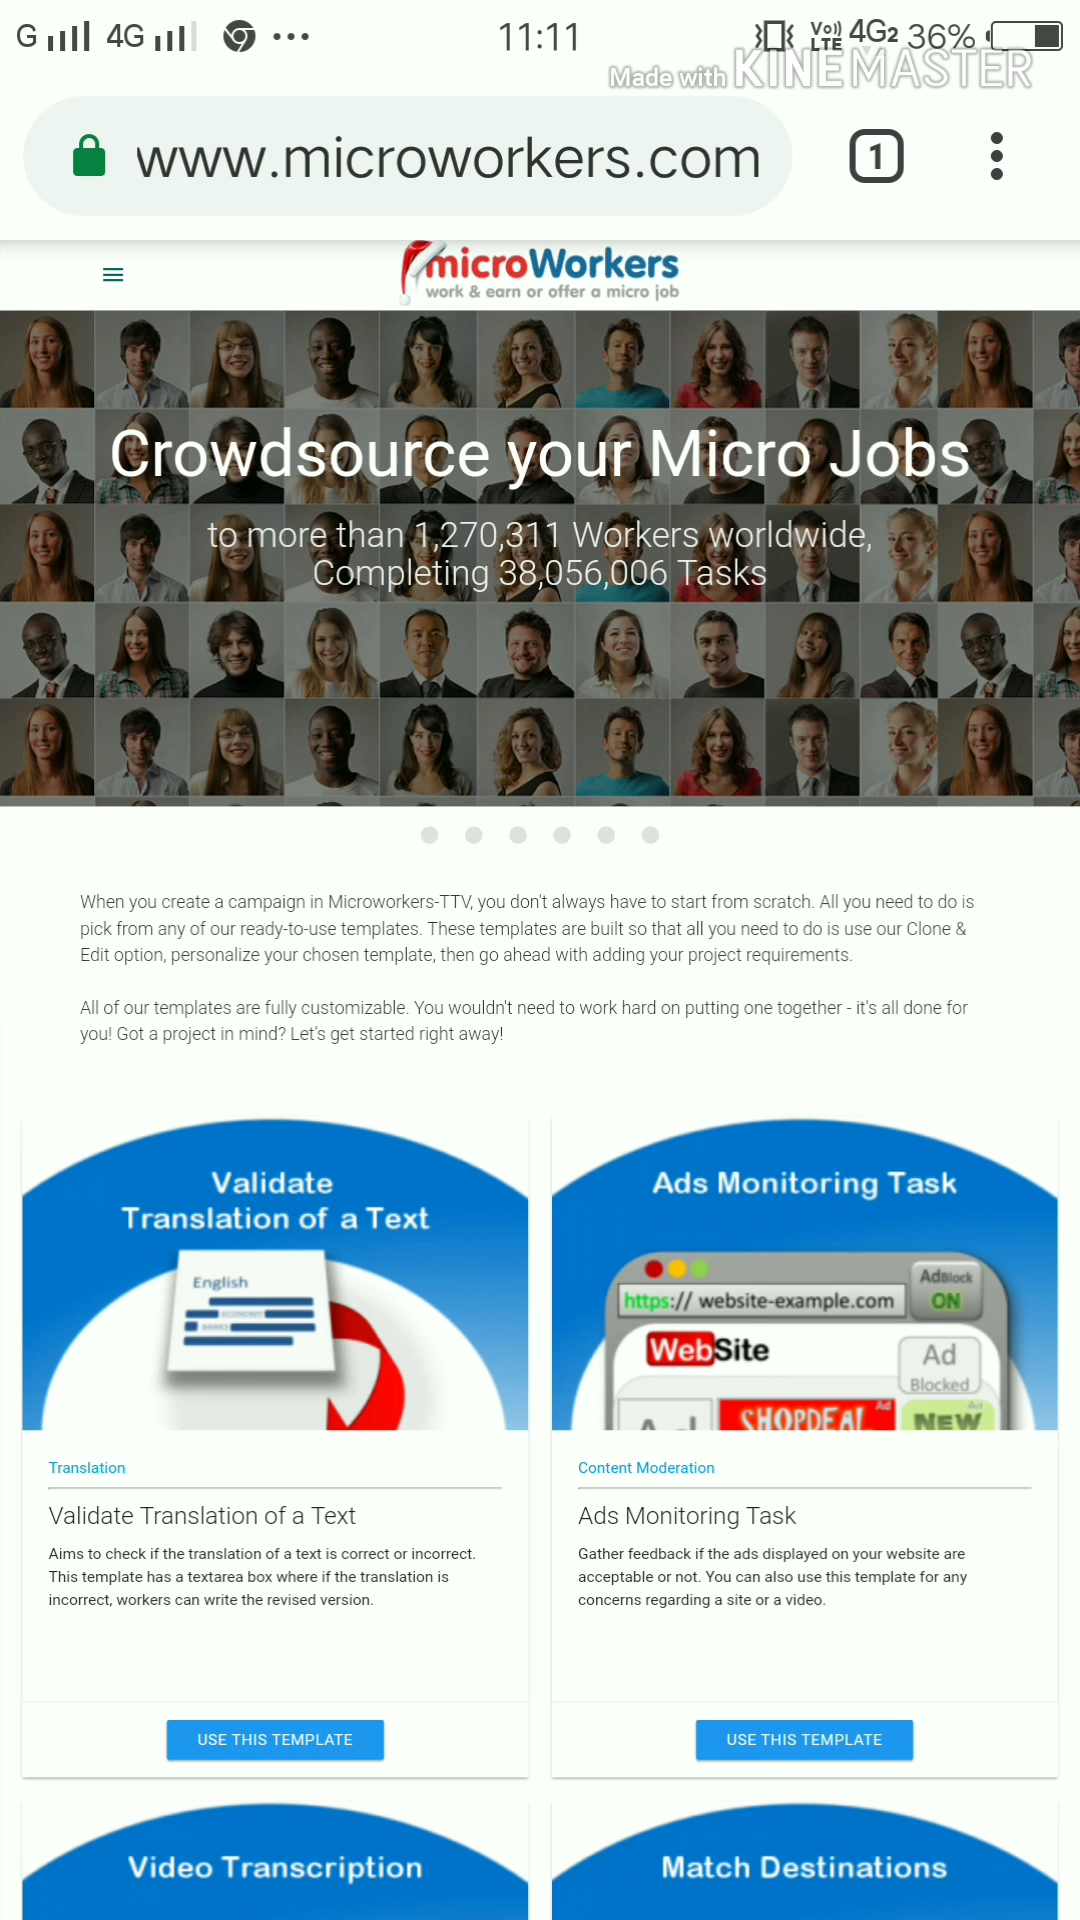 G 4G 11:11 Vo)) LTE 4G2 36%
Made with KINEMASTER
www.microworkers.com 1
microWorkers
work & earn or offer a micro job
Crowdsource your Micro Jobs
to more than 1,270,311 Workers worldwide,
Completing 38,056,006 Tasks
When you create a campaign in Microworkers-TTV, you don't always have to start from scratch. All you need to do is
pick from any of our ready-to-use templates. These templates are built so that all you need to do is use our Clone &
Edit option, personalize your chosen template, then go ahead with adding your project requirements.
All of our templates are fully customizable. You wouldn't need to work hard on putting one together - it's all done for
you! Got a project in mind? Let's get started right away!
Validate
Translation of a Text
English
ECONOMY
BANKS
Translation
Validate Translation of a Text
Aims to check if the translation of a text is correct or incorrect.
This template has a textarea box where if the translation is
incorrect, workers can write the revised version.
USE THIS TEMPLATE
Ads Monitoring Task
AdBlock
ON
https:// website-example.com
WebSite
Ad
Blocked
Ad
SHOPDEAL
Ad
NEW
Ad
Content Moderation
Ads Monitoring Task
Gather feedback if the ads displayed on your website are
acceptable or not. You can also use this template for any
concerns regarding a site or a video.
USE THIS TEMPLATE
Video Transcription
Match Destinations